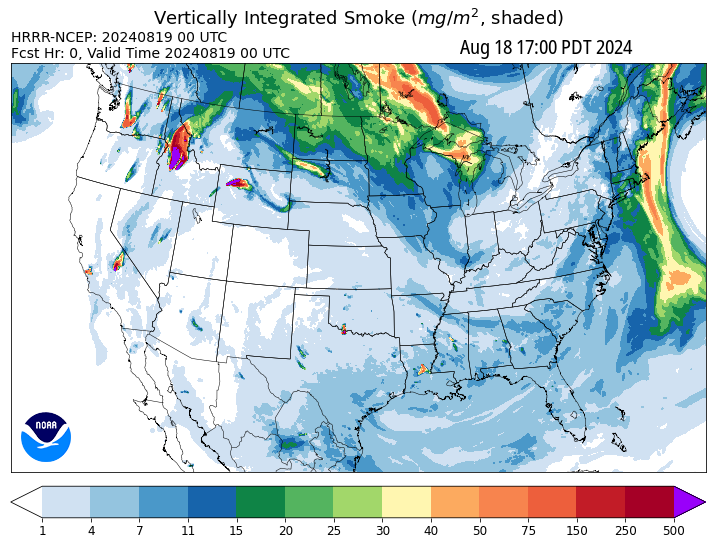 Vertically Integrated Smoke (mg/m², shaded)
HRRR-NCEP: 20240819 00 UTC
Fcst Hr: 0, Valid Time 20240819 00 UTC
Aug 18 17:00 PDT 2024
NOAA
1 4 7 11 15 20 25 30 40 50 75 150 250 500